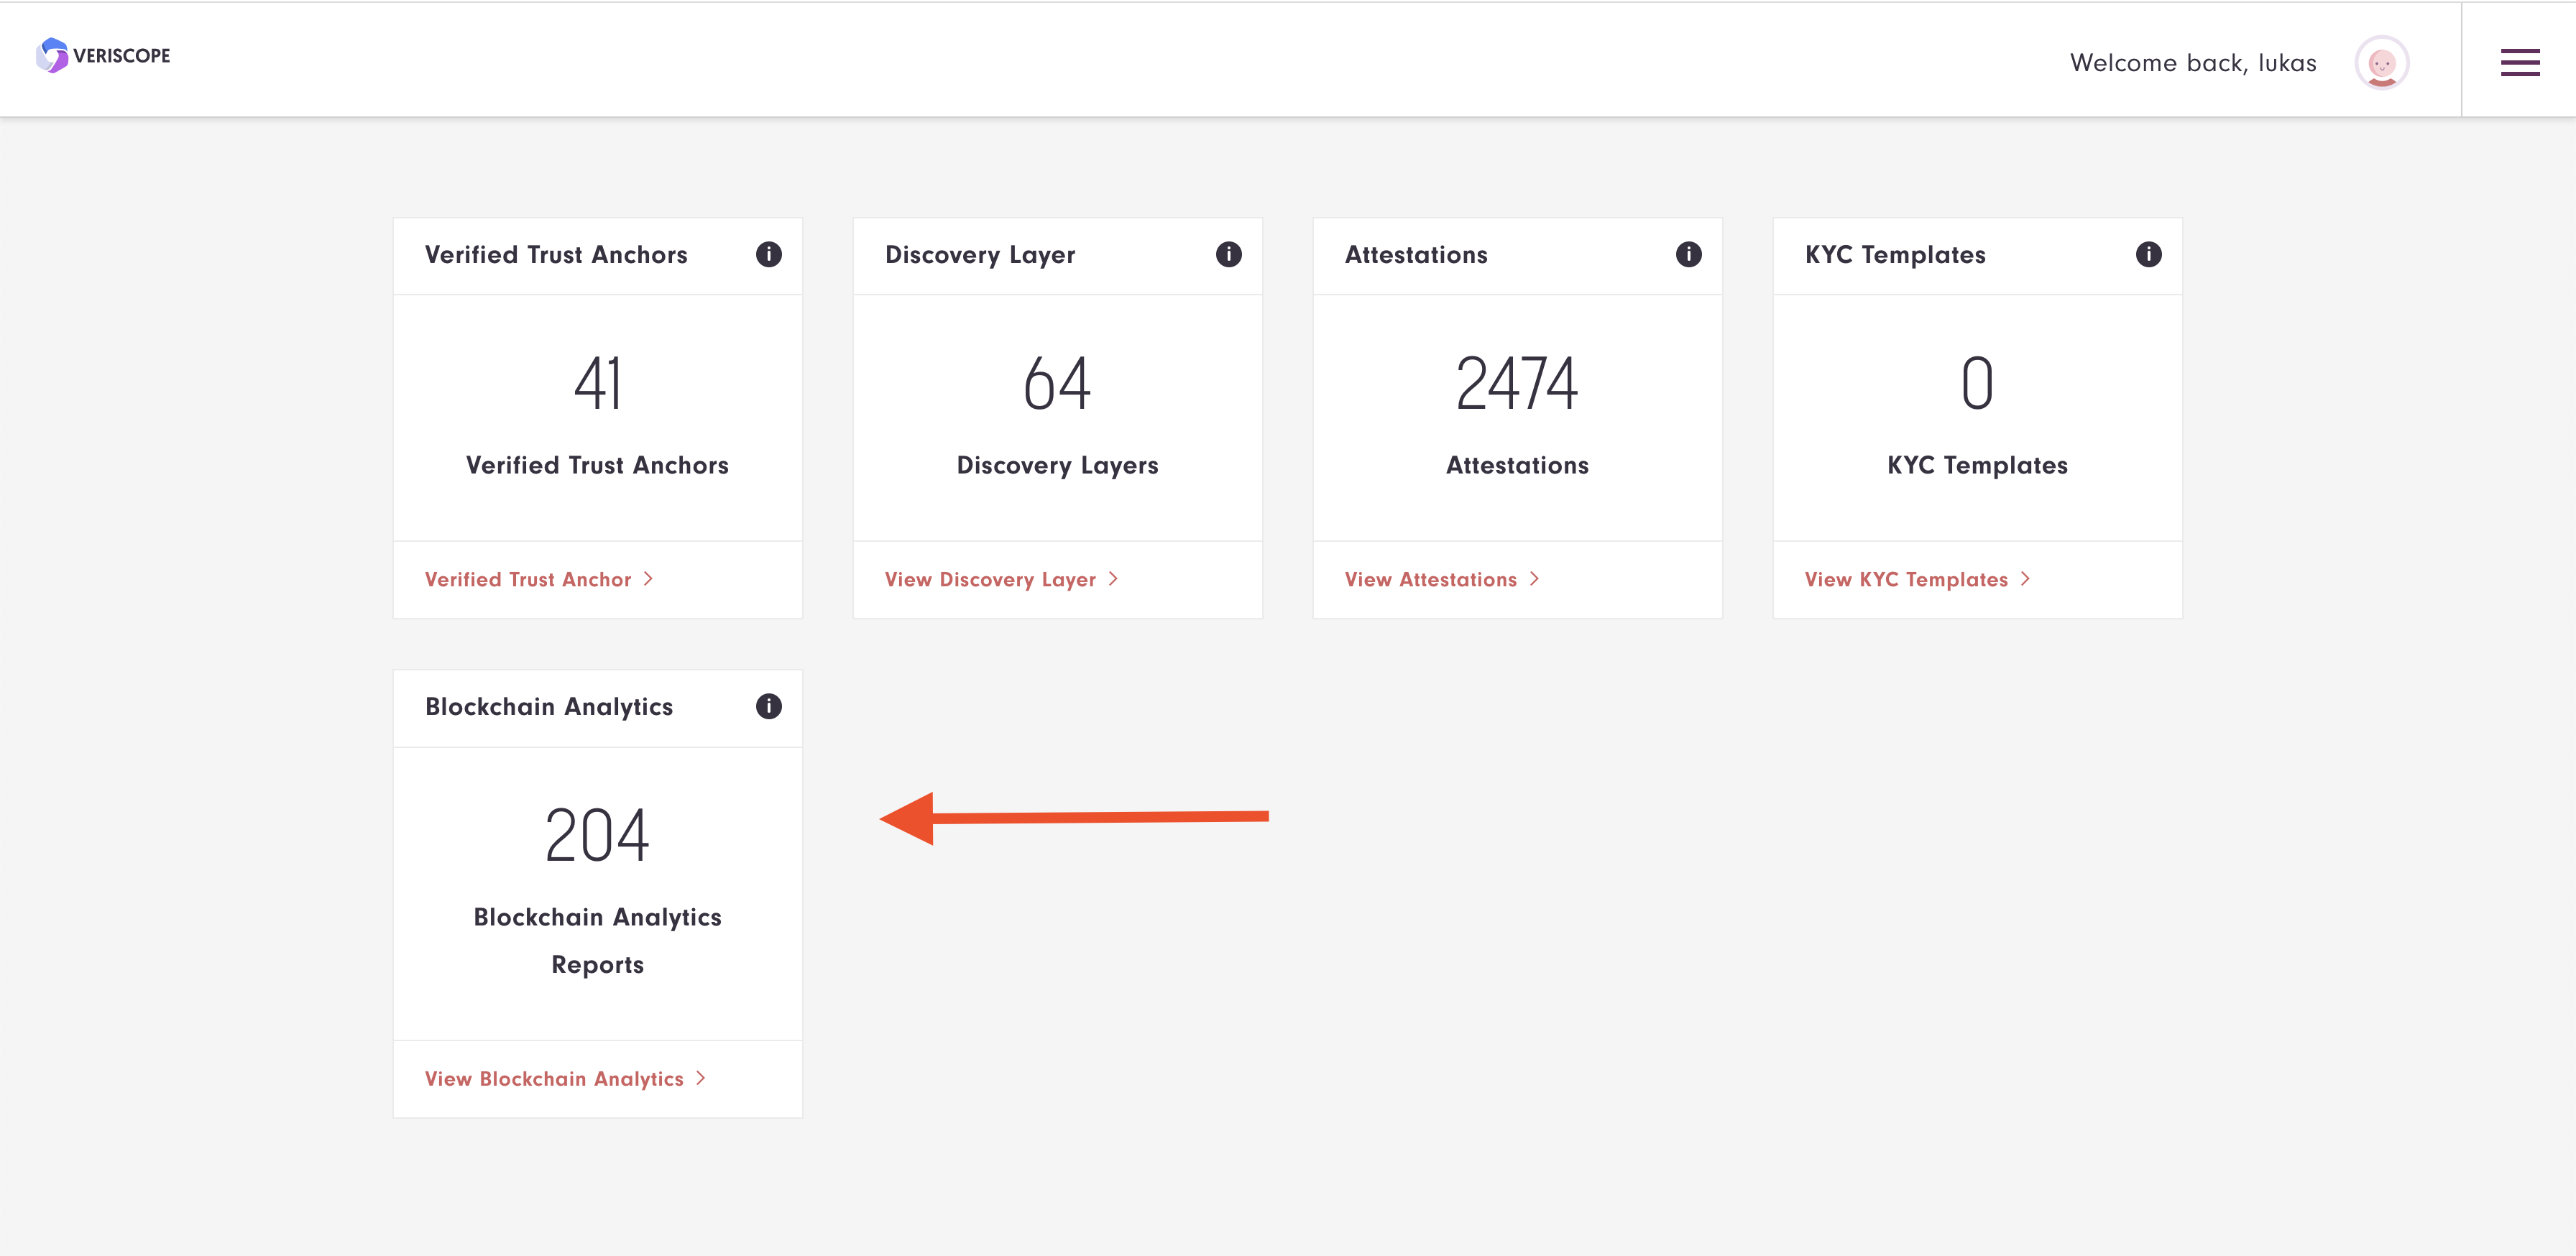 VERISCOPE
Welcome back, lukas
Verified Trust Anchors
41
Verified Trust Anchors
Verified Trust Anchor
Discovery Layer
64
Discovery Layers
View Discovery Layer
Attestations
2474
Attestations
View Attestations
KYC Templates
0
KYC Templates
View KYC Templates
Blockchain Analytics
204
Blockchain Analytics
Reports
View Blockchain Analytics